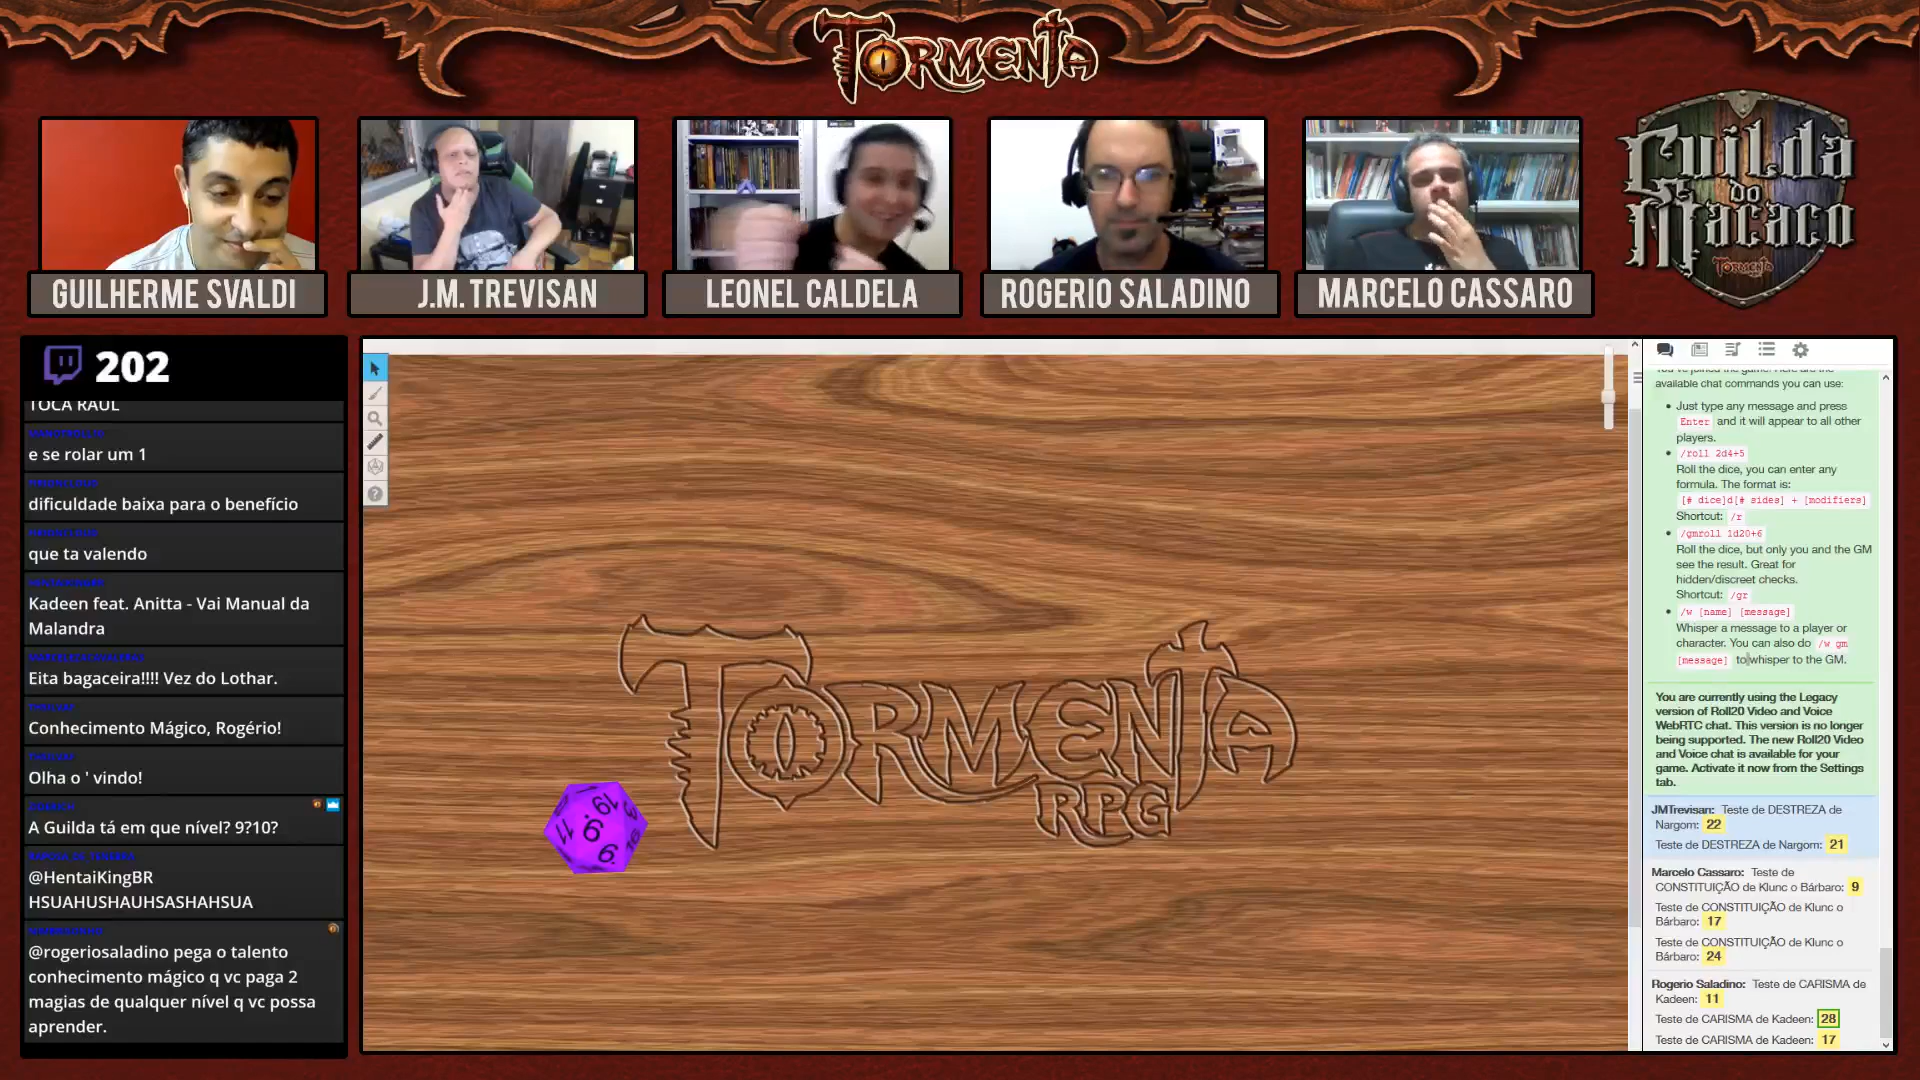 TORMENTA
Guilda
do
Macaco
TORMENTA
GUILHERME SVALDI
J.M. TREVISAN
LEONEL CALDELA
ROGERIO SALADINO
MARCELO CASSARO
202
TOCA RAUL
e se rolar um 1
dificuldade baixa para o benefício
que ta valendo
Kadeen feat. Anitta - Vai Manual da
Malandra
Eita bagaceira!!!! Vez do Lothar.
Conhecimento Mágico, Rogério!
Olha o ' vindo!
A Guilda tá em que nível? 9?10?
@HentaiKingBR
HSUAHUSHAUHSASHAHSUA
@rogeriosaladino pega o talento
conhecimento mágico q vc paga 2
magias de qualquer nível q vc possa
aprender.
TORMENTA
RPG
19
11
9.
9.
You've joined the game! Here are the
available chat commands you can use:
• Just type any message and press
Enter and it will appear to all other
players.
• /roll 2d4+5
Roll the dice, you can enter any
formula. The format is:
[# dice]d[# sides] + [modifiers]
Shortcut: /r
• /gmroll 1d20+6
Roll the dice, but only you and the GM
see the result. Great for
hidden/discreet checks.
Shortcut: /gr
• /w [name] [message]
Whisper a message to a player or
character. You can also do /w gm
[message] to whisper to the GM.
You are currently using the Legacy
version of Roll20 Video and Voice
WebRTC chat. This version is no longer
being supported. The new Roll20 Video
and Voice chat is available for your
game. Activate it now from the Settings
tab.
JMTrevisan: Teste de DESTREZA de
Nargom: 22
Teste de DESTREZA de Nargom: 21
Marcelo Cassaro: Teste de
CONSTITUIÇÃO de Klunc o Bárbaro: 9
Teste de CONSTITUIÇÃO de Klunc o
Bárbaro: 17
Teste de CONSTITUIÇÃO de Klunc o
Bárbaro: 24
Rogerio Saladino: Teste de CARISMA de
Kadeen: 11
Teste de CARISMA de Kadeen: 28
Teste de CARISMA de Kadeen: 17